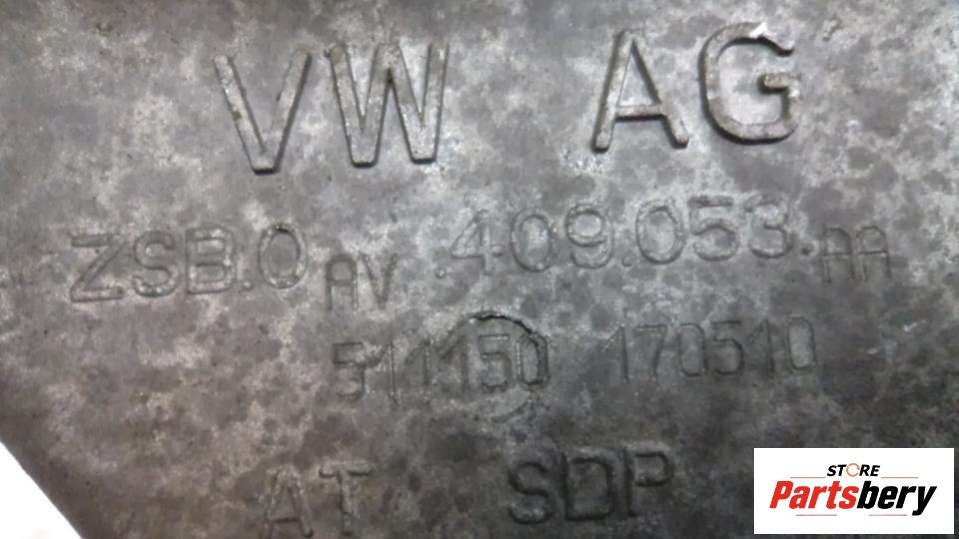 VW AG
ZSB.0 AV .409.053. AA
511150 170510
AT SDP
STORE
Partsbery